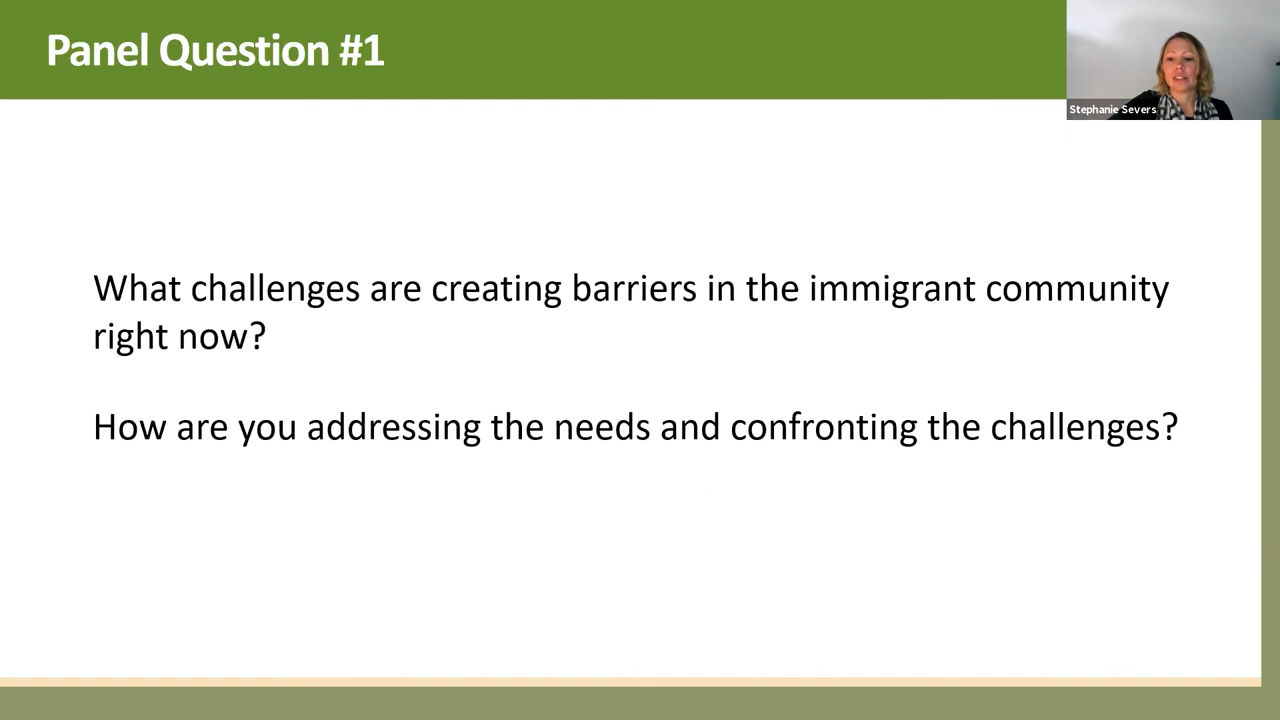 Panel Question #1
Stephanie Severs
What challenges are creating barriers in the immigrant community
right now?
How are you addressing the needs and confronting the challenges?